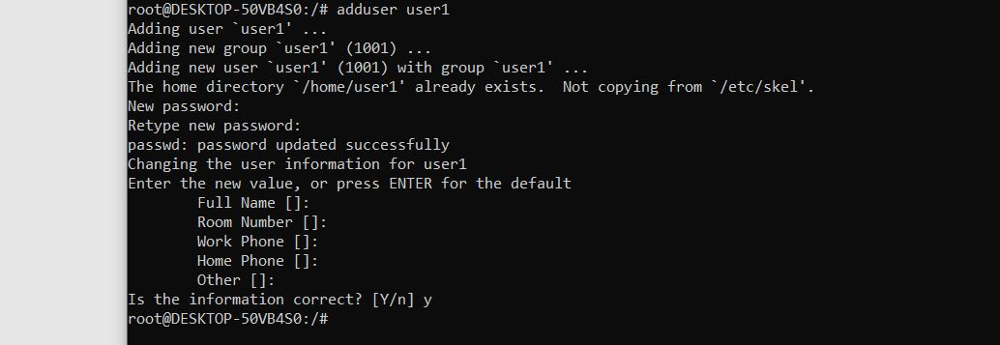 root@DESKTOP-50VB4S0:/# adduser user1
Adding user `user1' ...
Adding new group `user1' (1001) ...
Adding new user `user1' (1001) with group `user1' ...
The home directory `/home/user1' already exists.  Not copying from `/etc/skel'.
New password:
Retype new password:
passwd: password updated successfully
Changing the user information for user1
Enter the new value, or press ENTER for the default
        Full Name []:
        Room Number []:
        Work Phone []:
        Home Phone []:
        Other []:
Is the information correct? [Y/n] y
root@DESKTOP-50VB4S0:/#